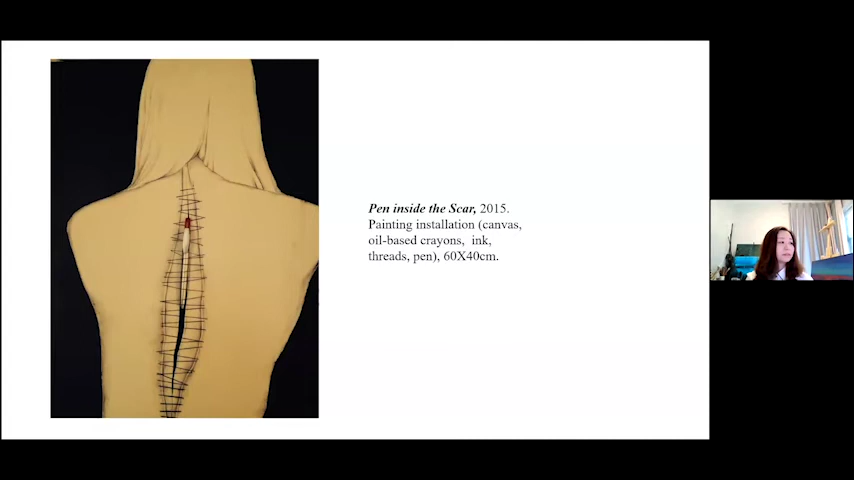 Pen inside the Scar, 2015.
Painting installation (canvas,
oil-based crayons, ink,
threads, pen), 60X40cm.